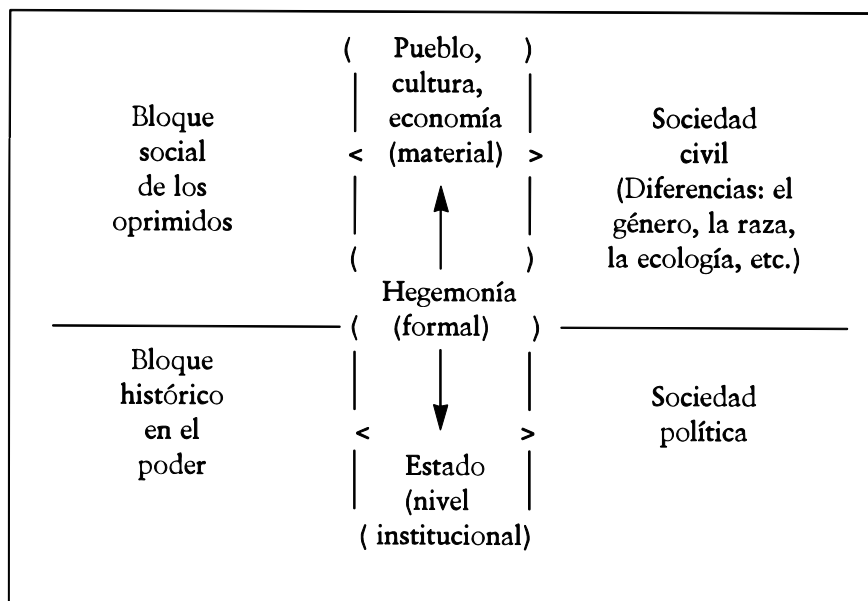 Pueblo,
cultura,
economía
(material)
Bloque
social
de los
oprimidos
Sociedad
civil
(Diferencias: el
género, la raza,
la ecología, etc.)
Hegemonía
(formal)
Bloque
histórico
en el
poder
Sociedad
política
Estado
(nivel
institucional)